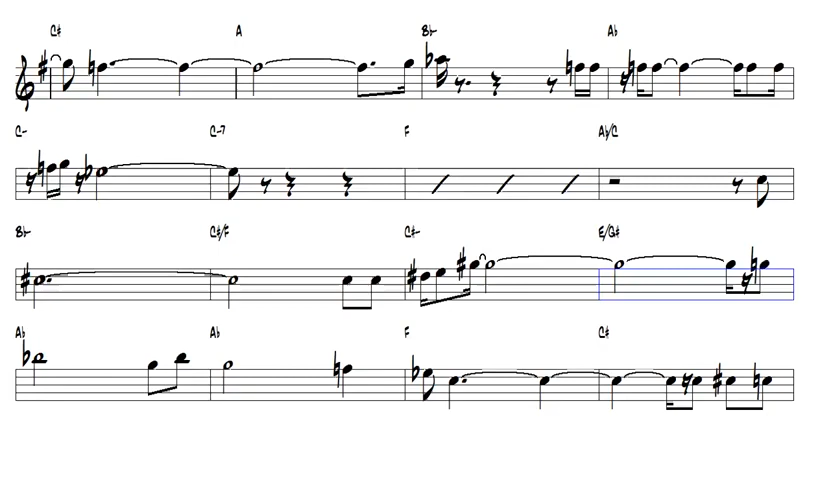 C# A B♭- A♭
C- C-7 F A♭/C
B♭- C#/F C#- E/G#
A♭ A♭ F C#